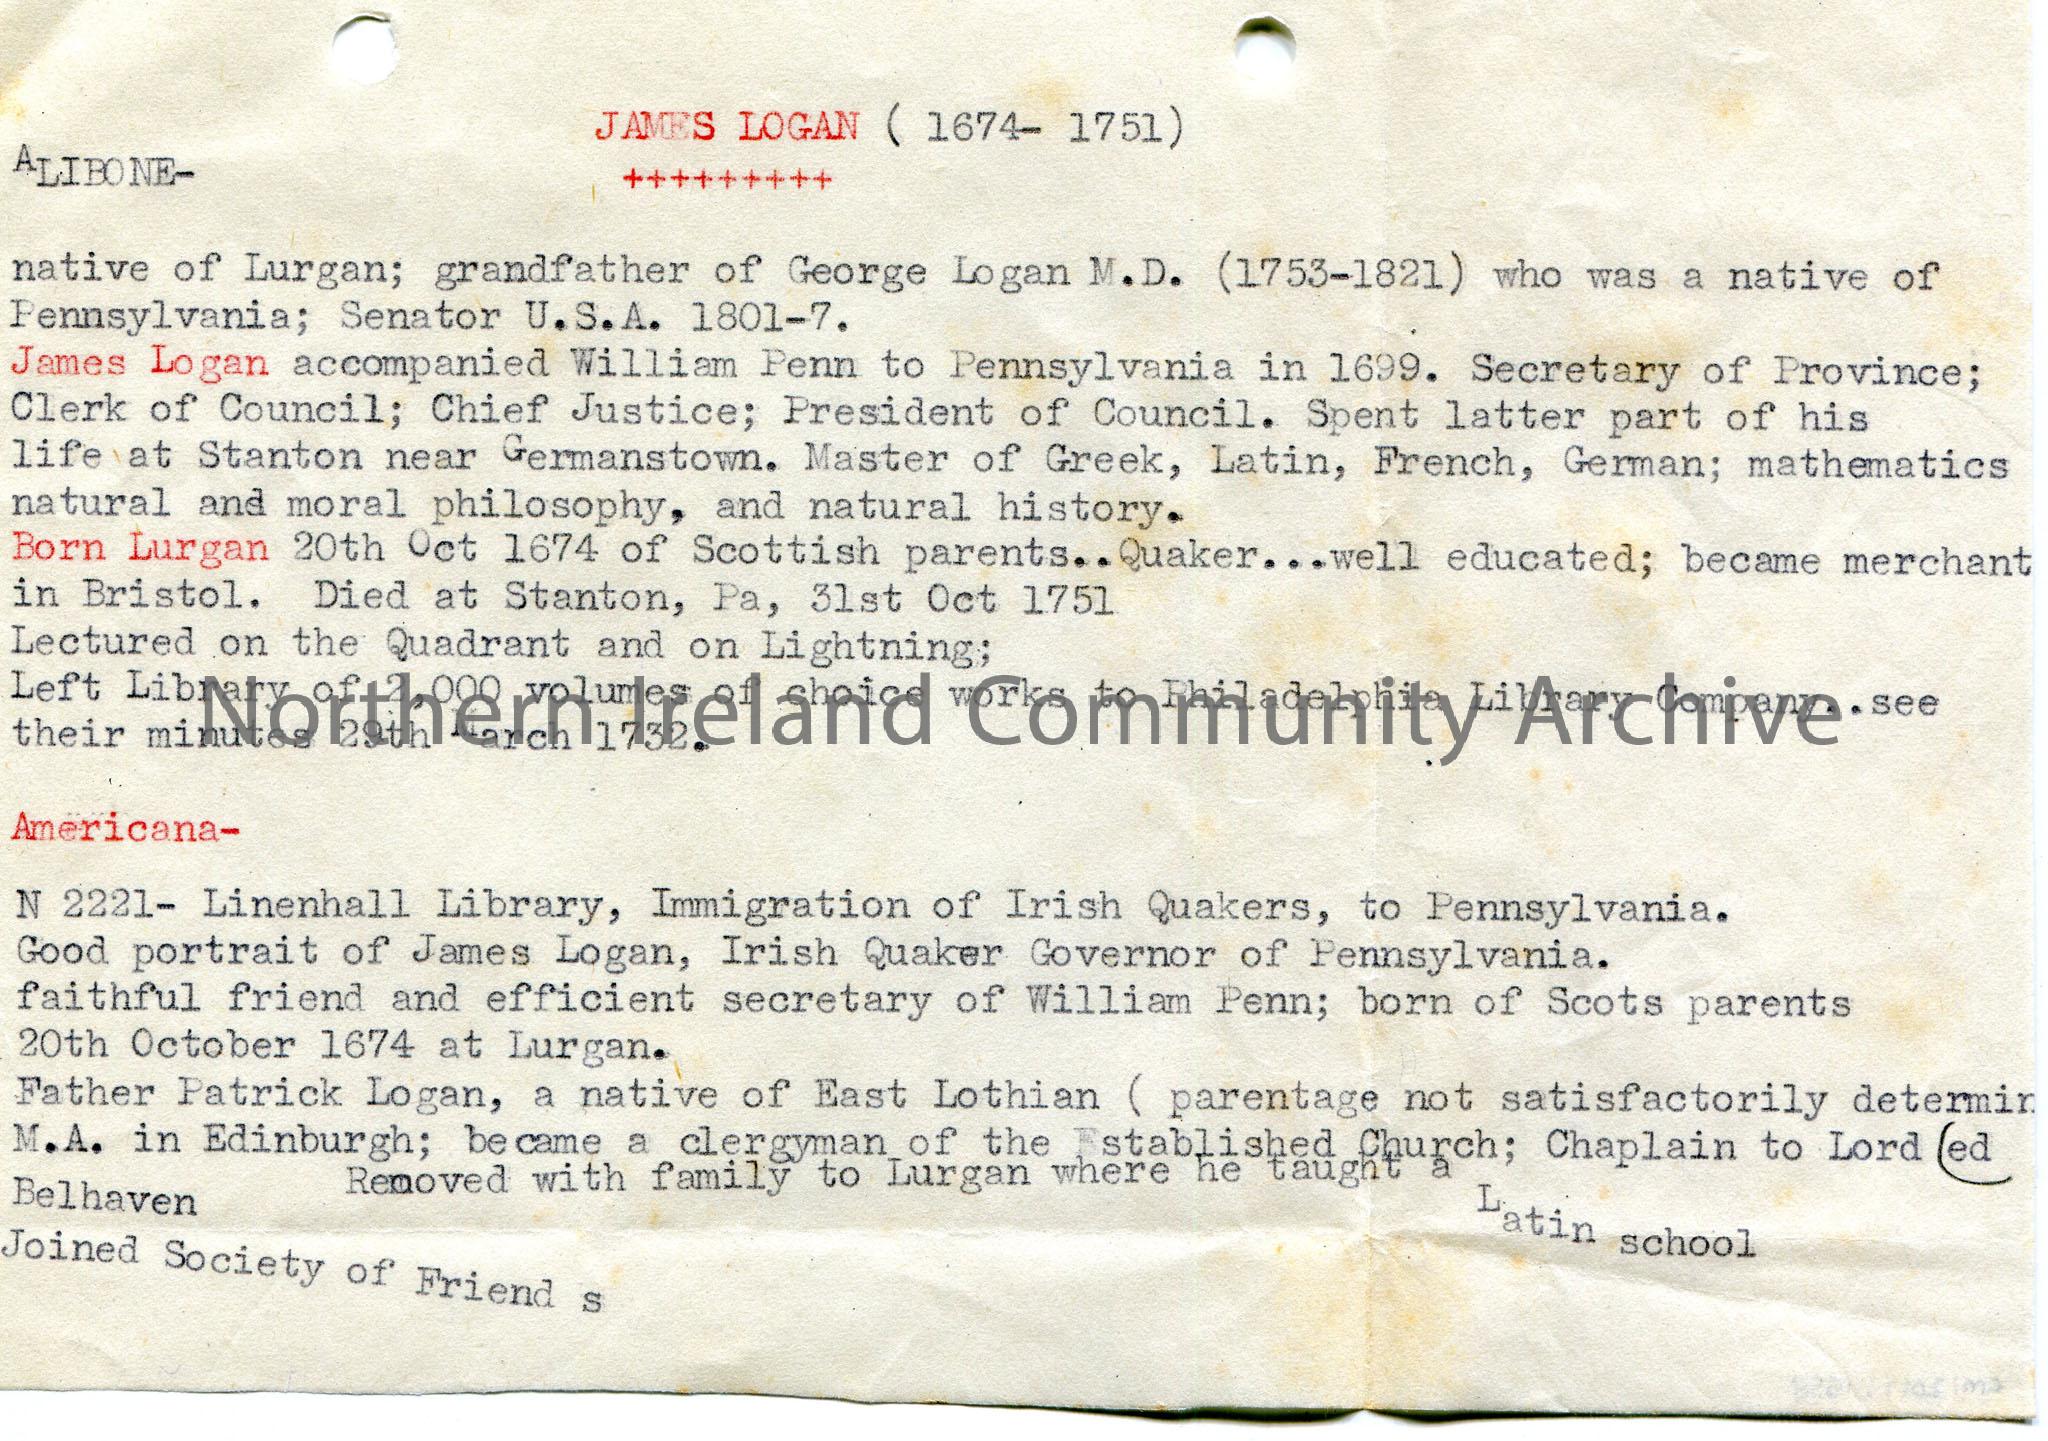 JAMES LOGAN ( 1674- 1751)
ALIBONE-
+++++++++
native of Lurgan; grandfather of George Logan M.D. (1753-1821) who was a native of
Pennsylvania; Senator U.S.A. 1801-7.
James Logan accompanied William Penn to Pennsylvania in 1699. Secretary of Province;
Clerk of Council; Chief Justice; President of Council. Spent latter part of his
life at Stanton near Germanstown. Master of Greek, Latin, French, German; mathematics
natural and moral philosophy, and natural history.
Born Lurgan 20th Oct 1674 of Scottish parents..Quaker...well educated; became merchant
in Bristol. Died at Stanton, Pa, 31st Oct 1751
Lectured on the Quadrant and on Lightning;
Left Library of 2,000 volumes of choice works to Philadelphia Library Company...see
their minutes 29th March 1732.
Northern Ireland Community Archive
Americana-
N 2221- Linenhall Library, Immigration of Irish Quakers, to Pennsylvania.
Good portrait of James Logan, Irish Quaker Governor of Pennsylvania.
faithful friend and efficient secretary of William Penn; born of Scots parents
20th October 1674 at Lurgan.
Father Patrick Logan, a native of East Lothian ( parentage not satisfactorily determin
M.A. in Edinburgh; became a clergyman of the Established Church; Chaplain to Lord (ed
Belhaven Removed with family to Lurgan where he taught a Latin school
Joined Society of Friend s